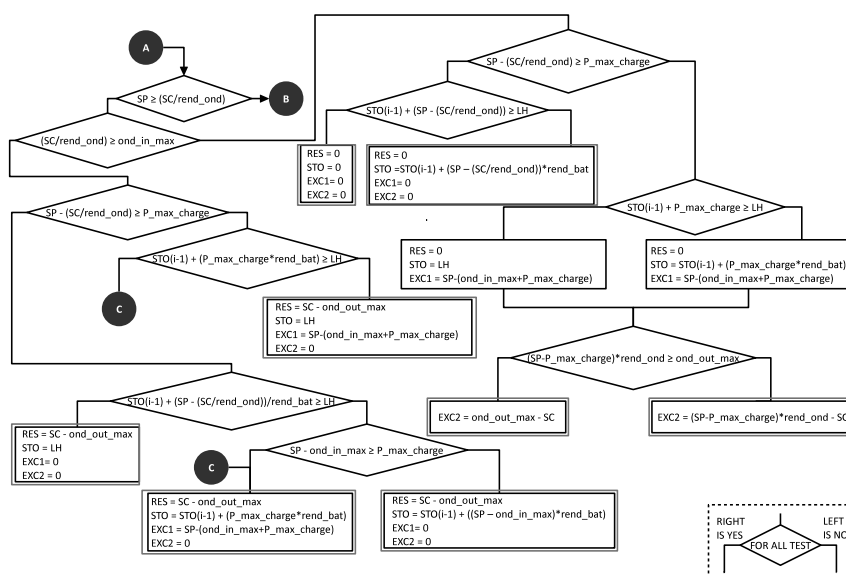 A
SP ≥ (SC/rend_ond)
B
(SC/rend_ond) ≥ ond_in_max
SP - (SC/rend_ond) ≥ P_max_charge
STO(i-1) + (SP - (SC/rend_ond)) ≥ LH
RES = 0
STO = 0
EXC1= 0
EXC2 = 0
RES = 0
STO =STO(i-1) + (SP – (SC/rend_ond))*rend_bat
EXC1= 0
EXC2 = 0
SP - (SC/rend_ond) ≥ P_max_charge
STO(i-1) + P_max_charge ≥ LH
STO(i-1) + (P_max_charge*rend_bat) ≥ LH
C
RES = 0
STO = LH
EXC1 = SP-(ond_in_max+P_max_charge)
RES = 0
STO = STO(i-1) + (P_max_charge*rend_bat)
EXC1 = SP-(ond_in_max+P_max_charge)
RES = SC - ond_out_max
STO = LH
EXC1 = SP-(ond_in_max+P_max_charge)
EXC2 = 0
(SP-P_max_charge)*rend_ond ≥ ond_out_max
EXC2 = ond_out_max - SC
EXC2 = (SP-P_max_charge)*rend_ond - SC
STO(i-1) + (SP - (SC/rend_ond))/rend_bat ≥ LH
RES = SC - ond_out_max
STO = LH
EXC1= 0
EXC2 = 0
SP - ond_in_max ≥ P_max_charge
C
RES = SC - ond_out_max
STO = STO(i-1) + (P_max_charge*rend_bat)
EXC1 = SP-(ond_in_max+P_max_charge)
EXC2 = 0
RES = SC - ond_out_max
STO = STO(i-1) + ((SP – ond_in_max)*rend_bat)
EXC1= 0
EXC2 = 0
RIGHT
IS YES
LEFT
IS NO
FOR ALL TEST